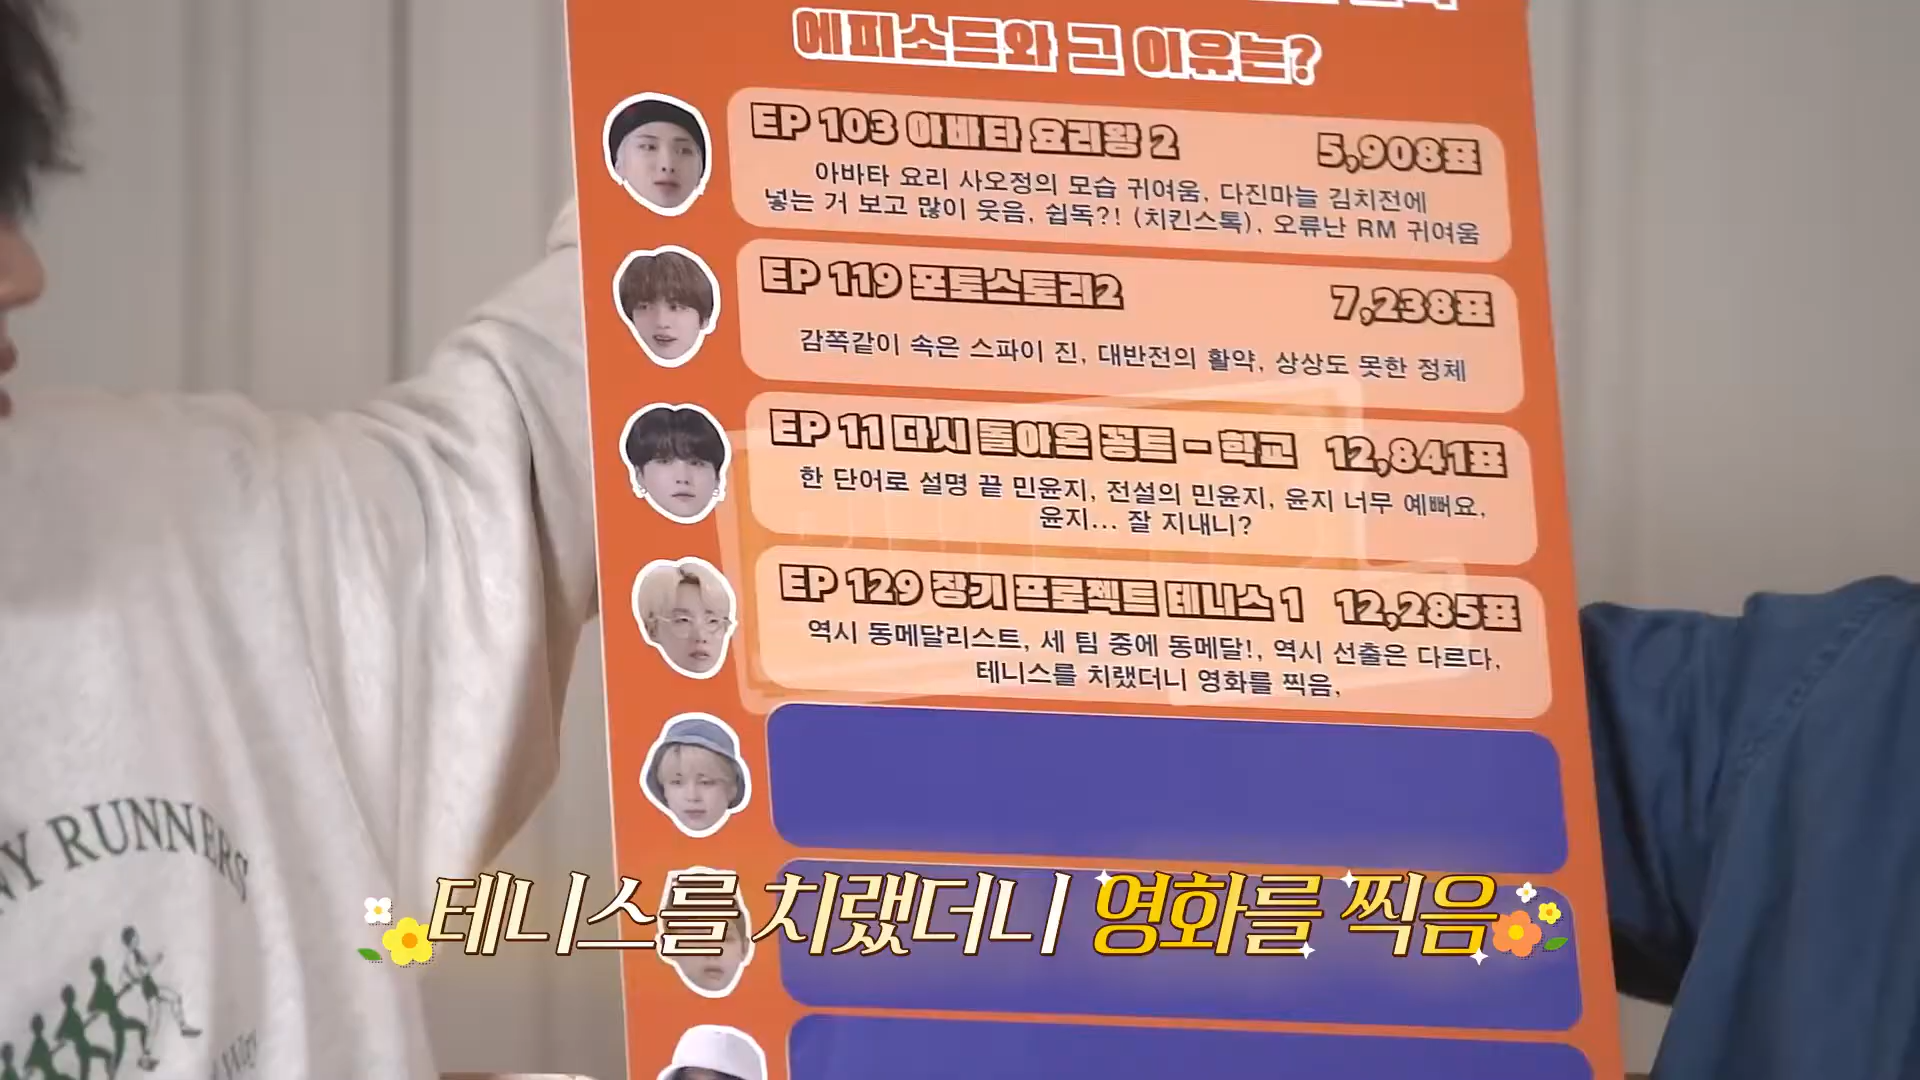 에피소드와 그 이유는?
EP 103 아바타 요리왕 2 5,908표
아바타 요리 사오정의 모습 귀여움, 다진마늘 김치전에
넣는 거 보고 많이 웃음, 쉽독?! (치킨스톡), 오류난 RM 귀여움
EP 119 포토스토리2 7,238표
감쪽같이 속은 스파이 진, 대반전의 활약, 상상도 못한 정체
EP 11 다시 돌아온 꽁트 - 학교 12,841표
한 단어로 설명 끝 민윤지, 전설의 민윤지, 윤지 너무 예뻐요,
윤지... 잘 지내니?
EP 129 장기 프로젝트 테니스 1 12,285표
역시 동메달리스트, 세 팀 중에 동메달!, 역시 선출은 다르다,
테니스를 치랬더니 영화를 찍음,
RUNNERS
테니스를 치랬더니 영화를 찍음